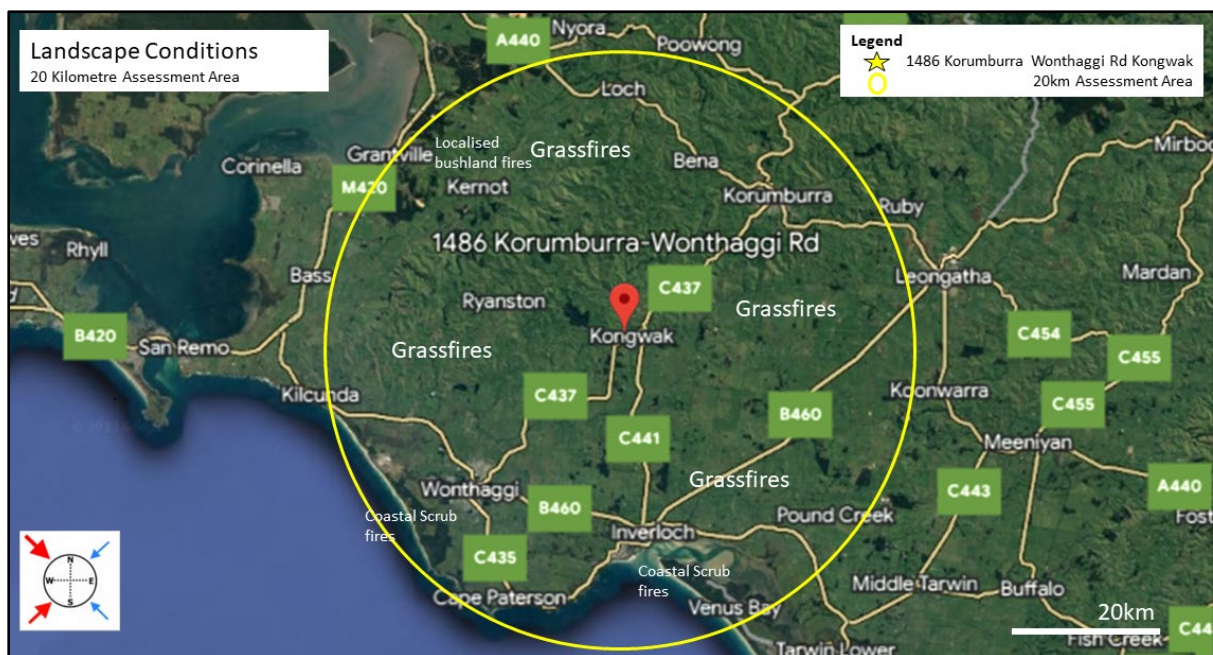 Landscape Conditions
20 Kilometre Assessment Area
Legend
1486 Korumburra Wonthaggi Rd Kongwak
20km Assessment Area
Nyora
A440
Poowong
Loch
Localised
bushland fires
Grassfires
Grantville
Bena
Corinella
Mirboo
M420
Kernot
Korumburra
Ruby
Rhyll
1486 Korumburra-Wonthaggi Rd
Bass
Leongatha
Mardan
C437
Ryanston
Grassfires
Kongwak
B420
San Remo
Grassfires
C454
C455
Kilcunda
C437
Koonwarra
B460
C455
C441
Meeniyan
Grassfires
Wonthaggi
C443
A440
B460
Pound Creek
Coastal Scrub
fires
Inverloch
C435
Coastal Scrub
fires
Middle Tarwin
Buffalo
Cape Paterson
Venus Bay
20km
Tarwin Lower
Fish Creek
N
W
E
S